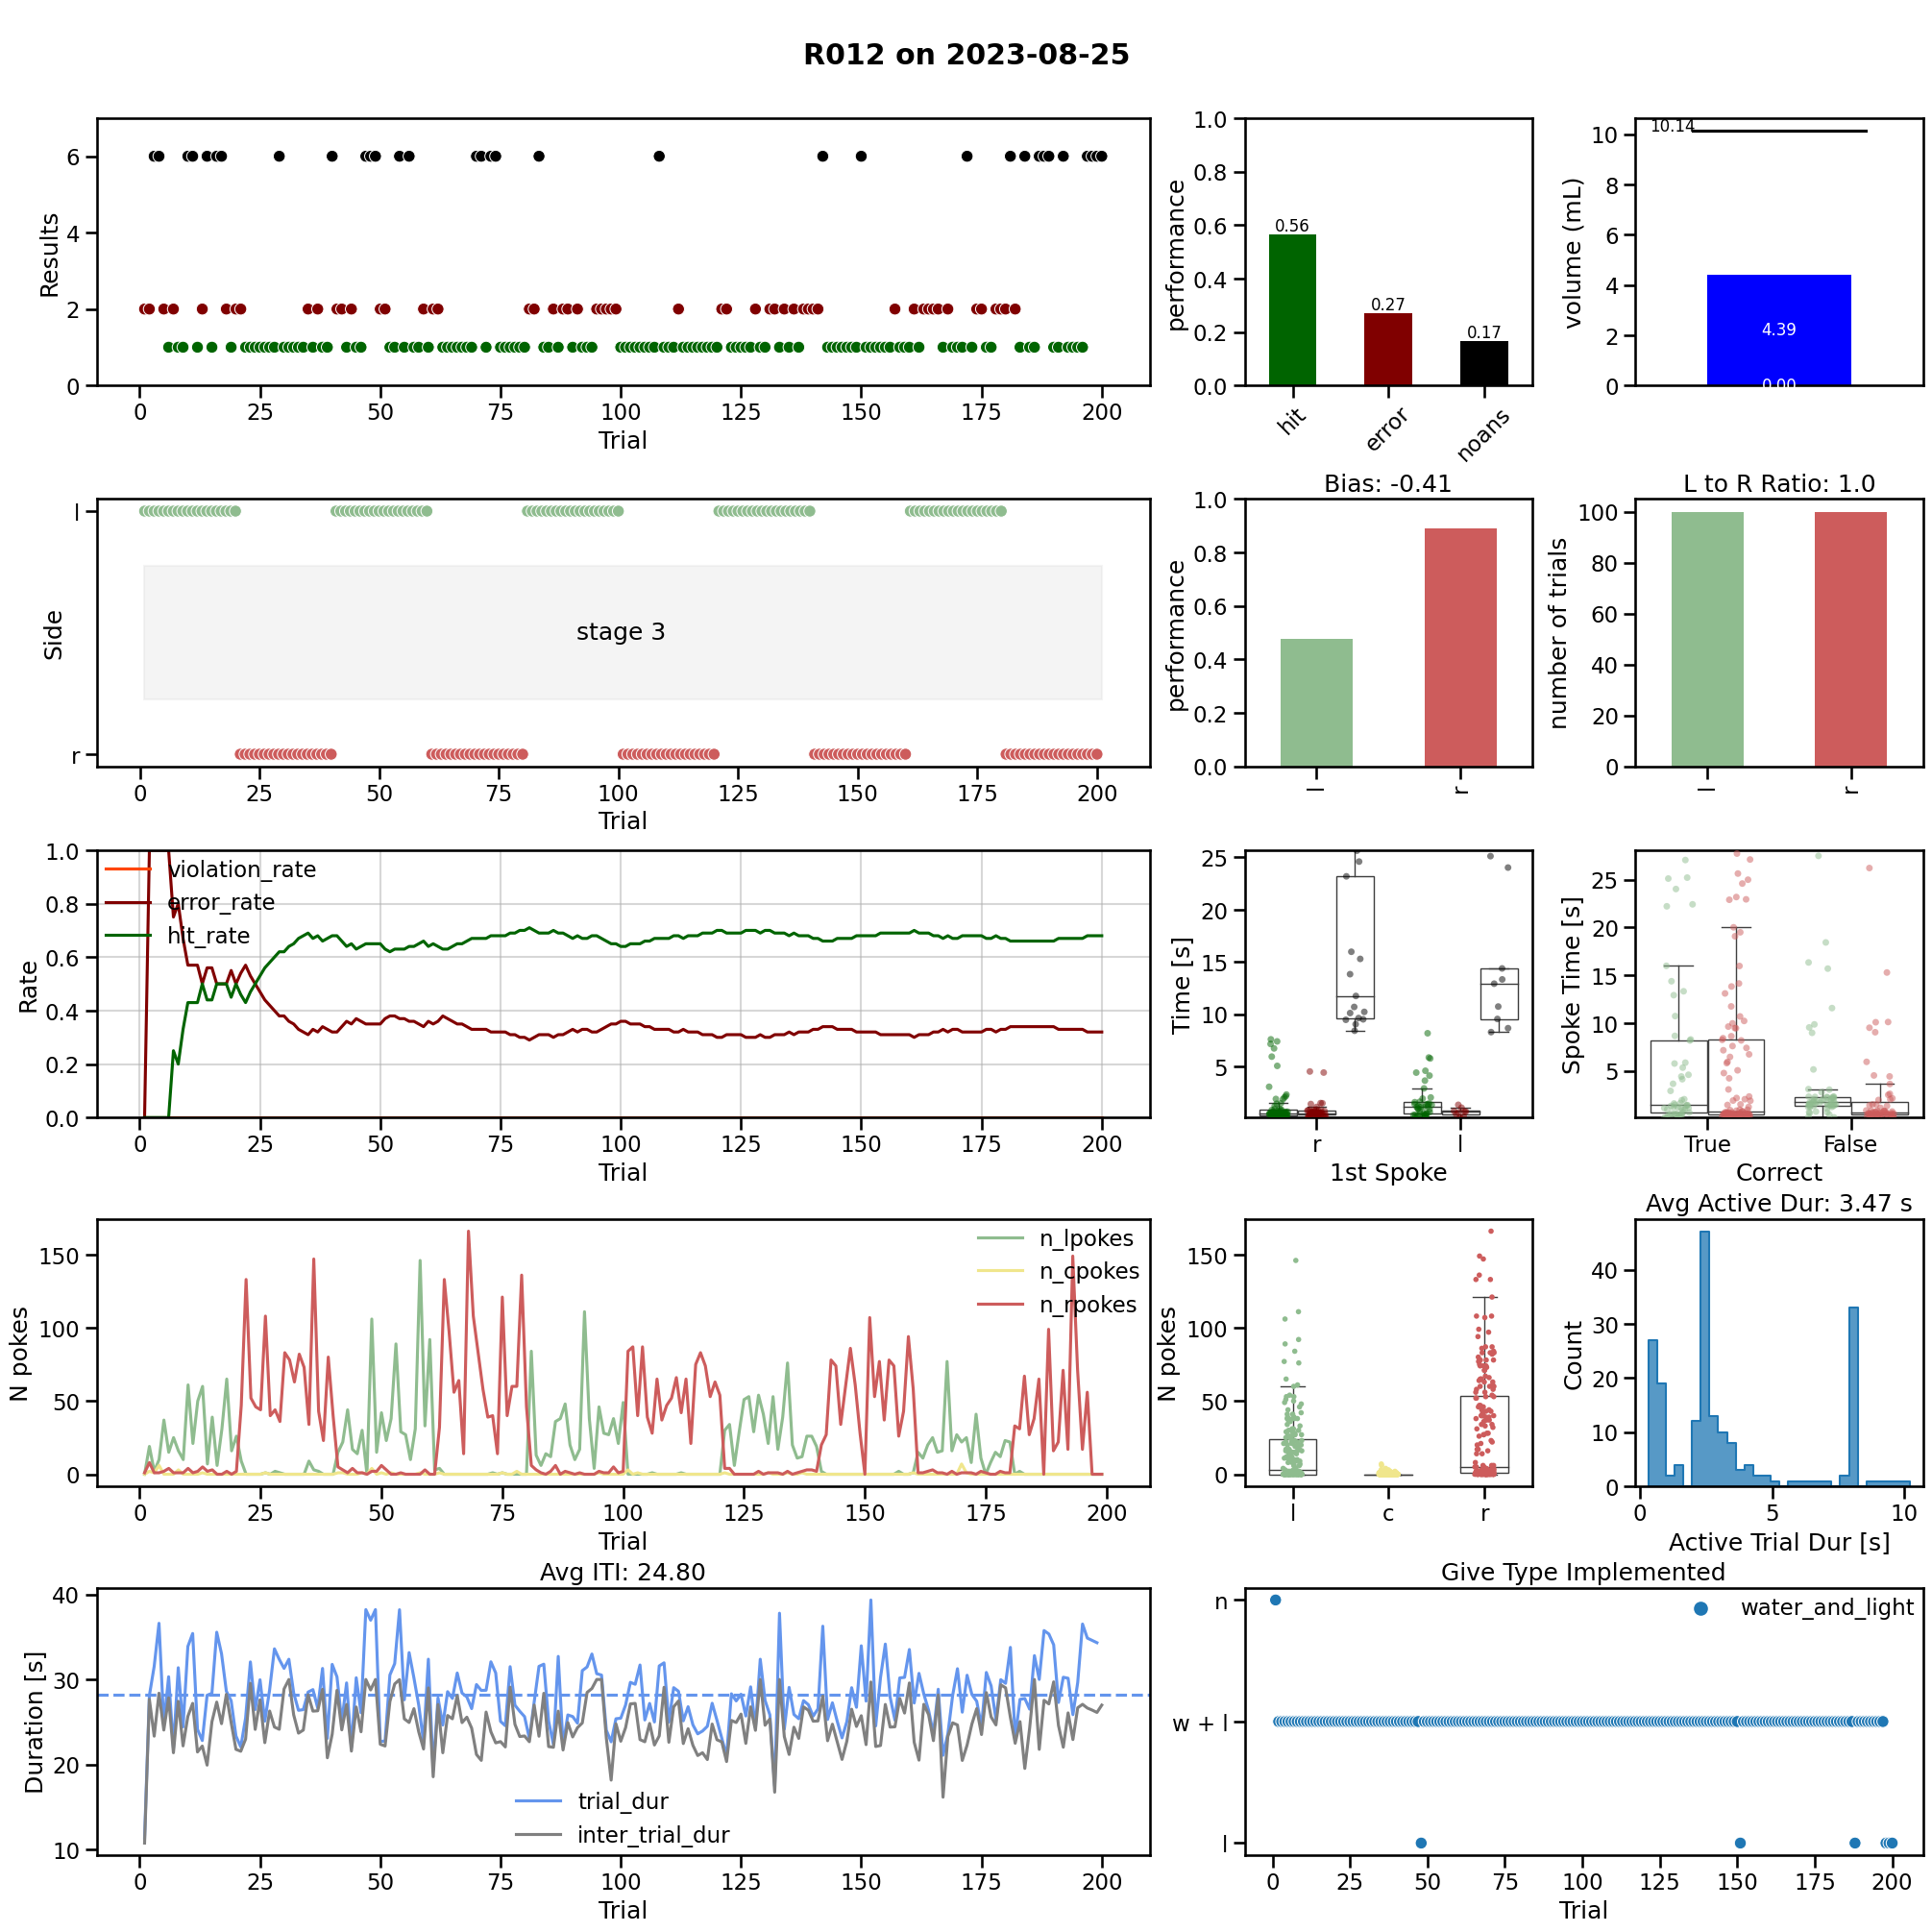 R012 on 2023-08-25
Results
6
4
2
0
0 25 50 75 100 125 150 175 200
Trial
performance
1.0
0.8
0.6
0.4
0.2
0.0
0.56
0.27
0.17
hit error noans
volume (mL)
10
8
6
4
2
0
10.14
4.39
0.00
Side
l
r
stage 3
0 25 50 75 100 125 150 175 200
Trial
Bias: -0.41
performance
1.0
0.8
0.6
0.4
0.2
0.0
l r
L to R Ratio: 1.0
number of trials
100
80
60
40
20
0
l r
Rate
1.0
0.8
0.6
0.4
0.2
0.0
violation_rate
error_rate
hit_rate
0 25 50 75 100 125 150 175 200
Trial
Time [s]
25
20
15
10
5
r l
1st Spoke
Spoke Time [s]
25
20
15
10
5
True False
Correct
N pokes
150
100
50
0
n_lpokes
n_cpokes
n_rpokes
0 25 50 75 100 125 150 175 200
Trial
N pokes
150
100
50
0
l c r
Avg Active Dur: 3.47 s
Count
40
30
20
10
0
0 5 10
Active Trial Dur [s]
Avg ITI: 24.80
Duration [s]
40
30
20
10
trial_dur
inter_trial_dur
0 25 50 75 100 125 150 175 200
Trial
Give Type Implemented
n
w + l
l
water_and_light
0 25 50 75 100 125 150 175 200
Trial